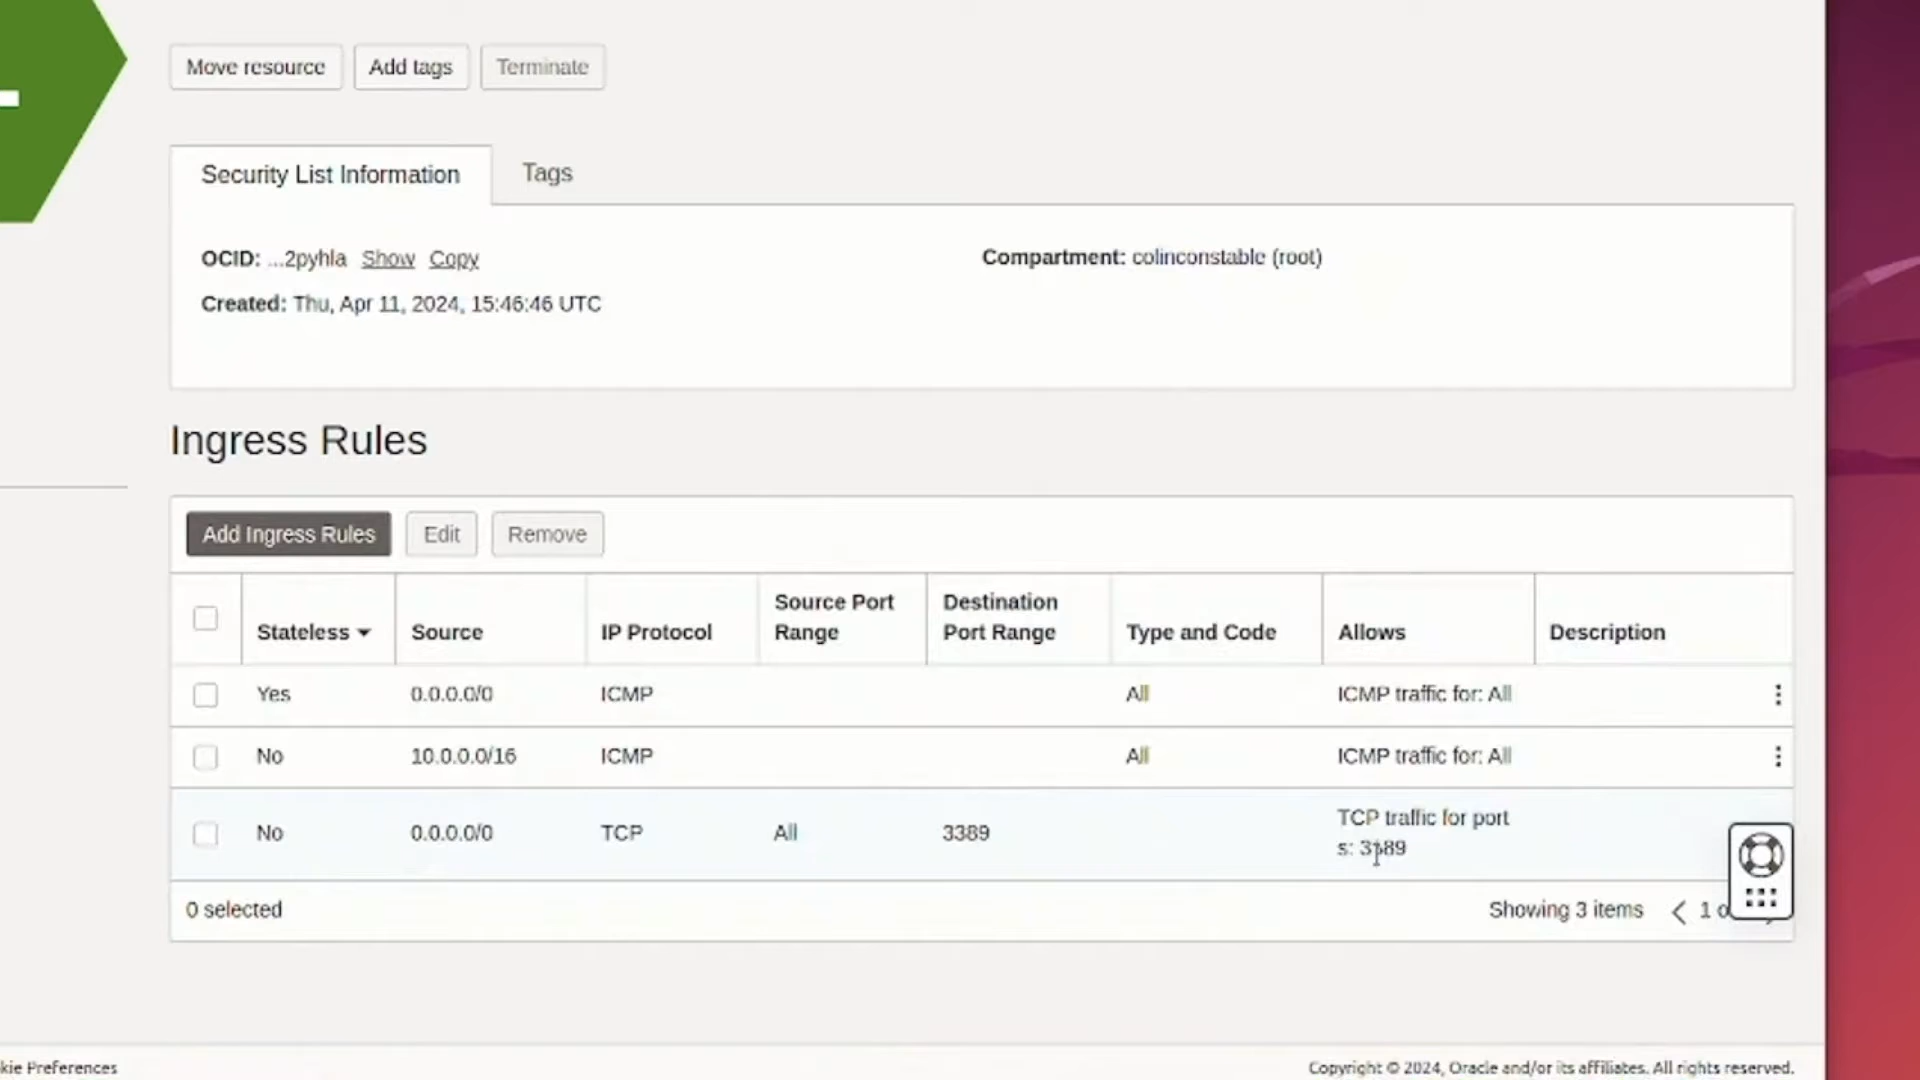 Move resource Add tags Terminate
Security List Information Tags
OCID: ...2pyhla Show Copy Compartment: colinconstable (root)
Created: Thu, Apr 11, 2024, 15:46:46 UTC
Ingress Rules
Add Ingress Rules Edit Remove
Stateless Source IP Protocol Source Port Range Destination Port Range Type and Code Allows Description
Yes 0.0.0.0/0 ICMP All ICMP traffic for: All
No 10.0.0.0/16 ICMP All ICMP traffic for: All
No 0.0.0.0/0 TCP All 3389 TCP traffic for port
s: 3389
0 selected Showing 3 items 1
kie Preferences Copyright © 2024, Oracle and/or its affiliates. All rights reserved.